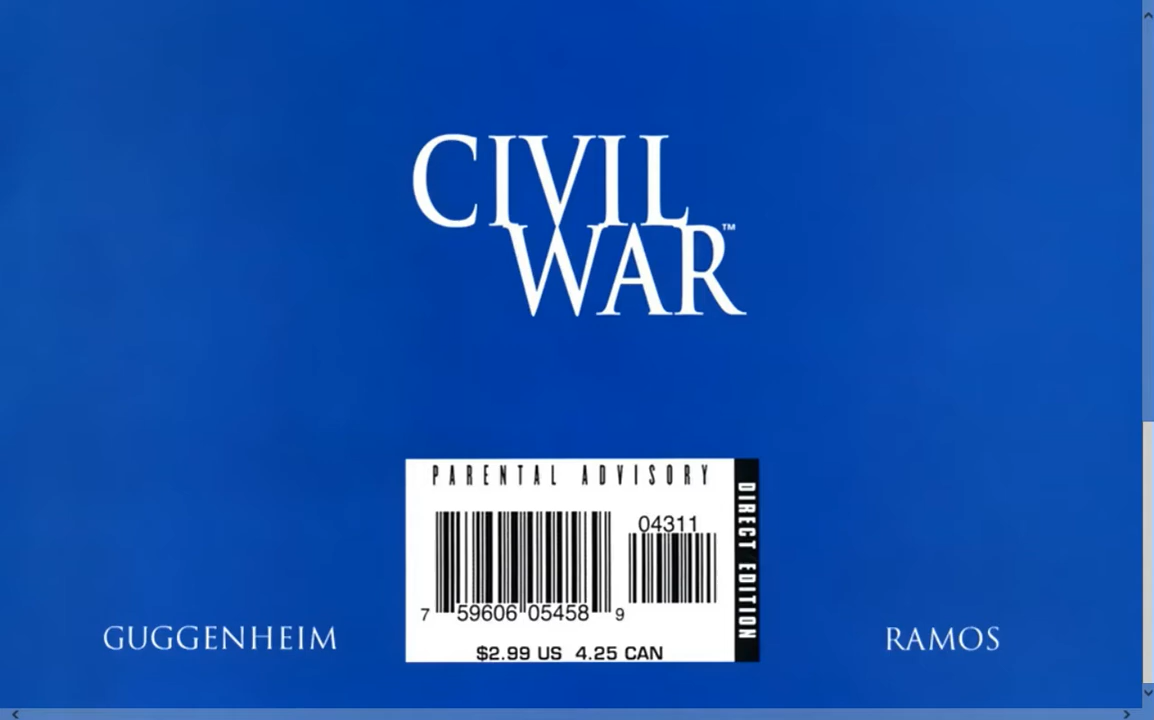 CIVIL
WAR™
PARENTAL ADVISORY
04311
DIRECT EDITION
7 59606 05458 9
GUGGENHEIM
RAMOS
$2.99 US 4.25 CAN